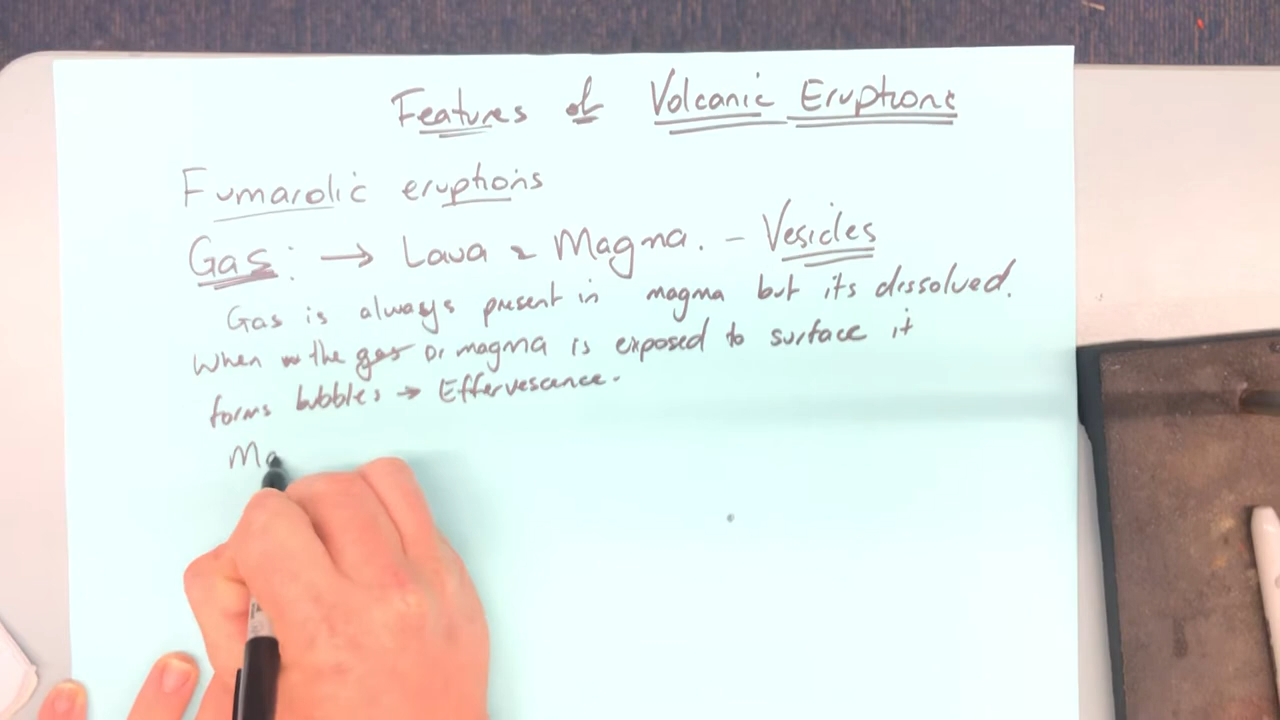 Features of Volcanic Eruptions
Fumarolic eruptions
Gas: → Lava & Magma. - Vesicles
Gas is always present in magma but its dissolved.
When the gas or magma is exposed to surface it
forms bubbles → Effervescence.
Ma